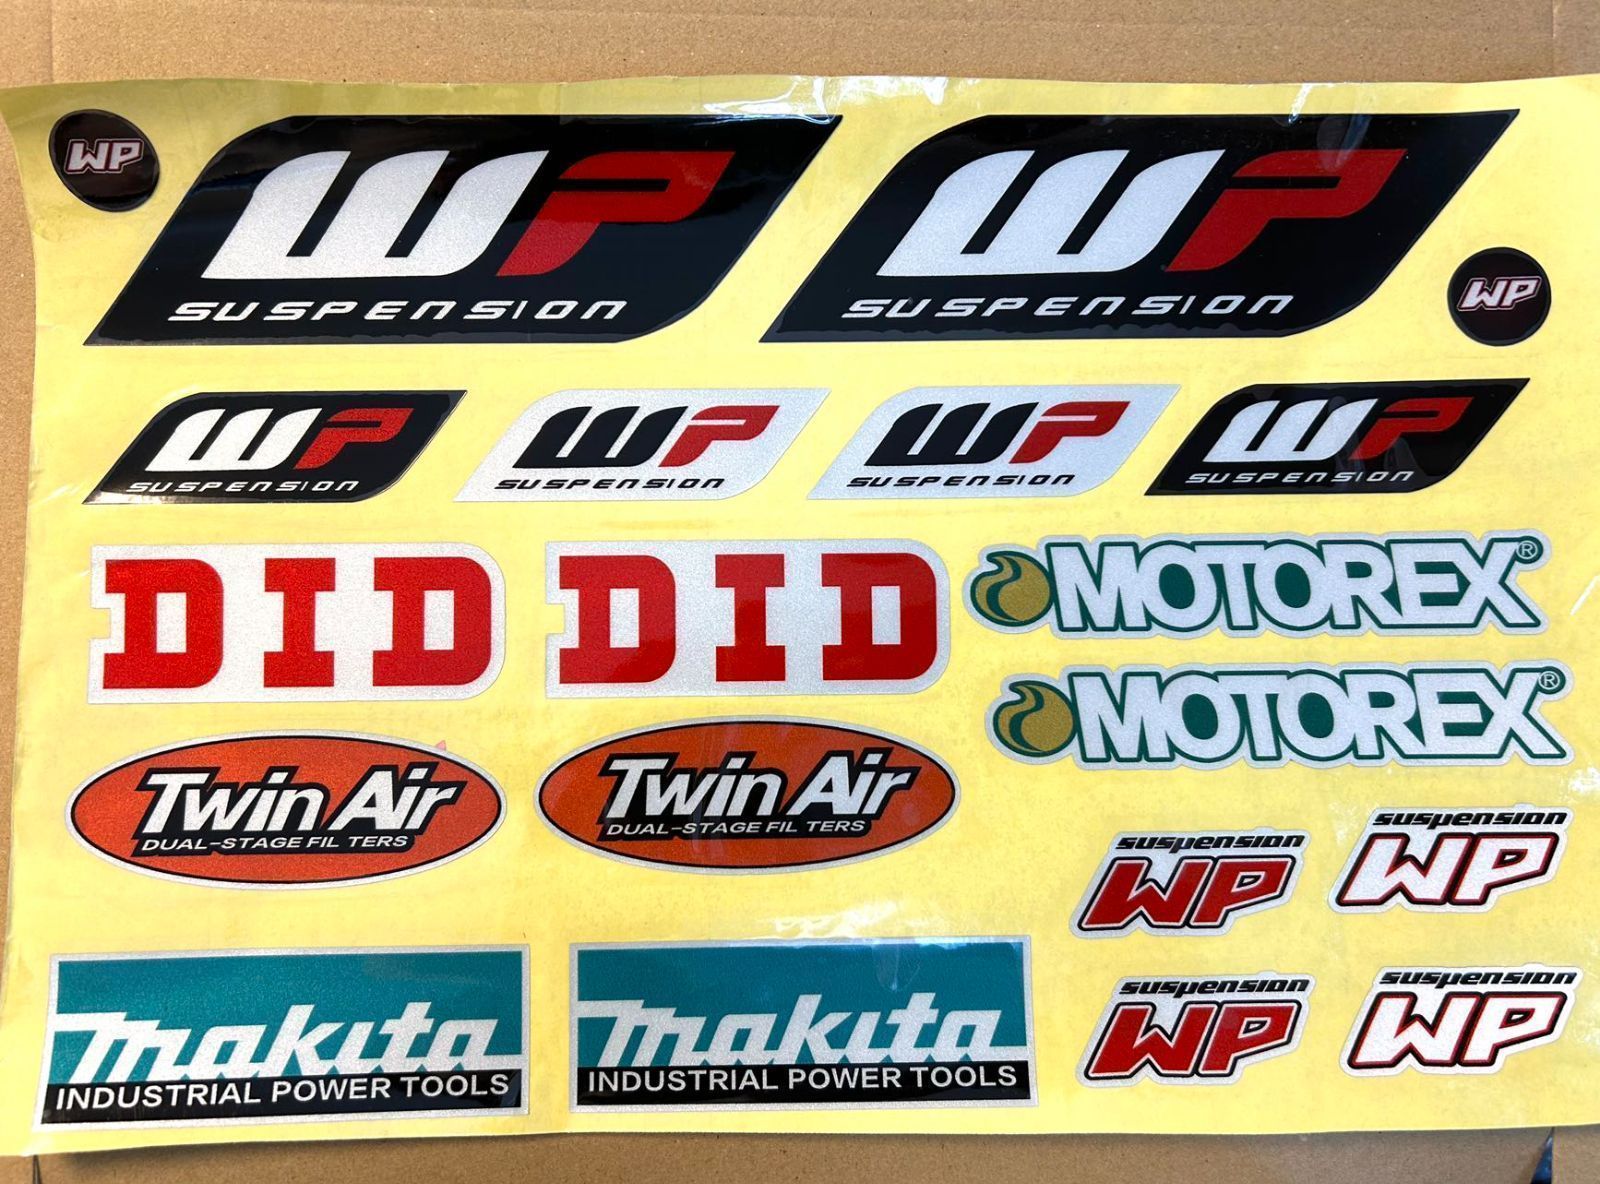 WP
WP
SUSPENSION
WP
SUSPENSION
WP
WP
SUSPENSION
WP
SUSPENSION
WP
SUSPENSION
WP
SUSPENSION
DID
DID
MOTOREX®
MOTOREX®
Twin Air
DUAL-STAGE FIL TERS
Twin Air
DUAL-STAGE FIL TERS
suspension
WP
suspension
WP
makita
INDUSTRIAL POWER TOOLS
makita
INDUSTRIAL POWER TOOLS
suspension
WP
suspension
WP